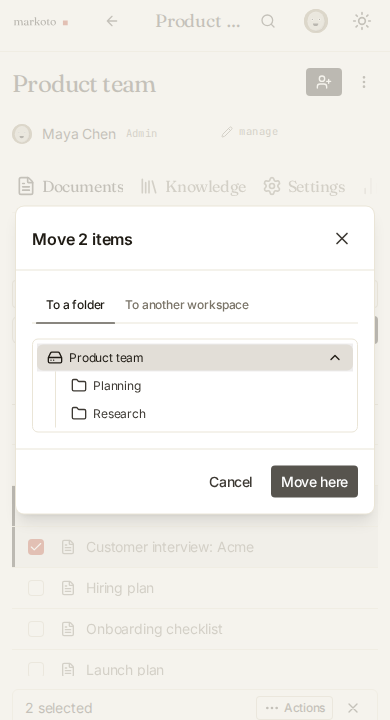 markoto
Product ...
Product team
Maya Chen Admin
manage
Documents Knowledge Settings
Move 2 items
To a folder To another workspace
Product team
Planning
Research
Cancel Move here
Customer interview: Acme
Hiring plan
Onboarding checklist
Launch plan
2 selected Actions